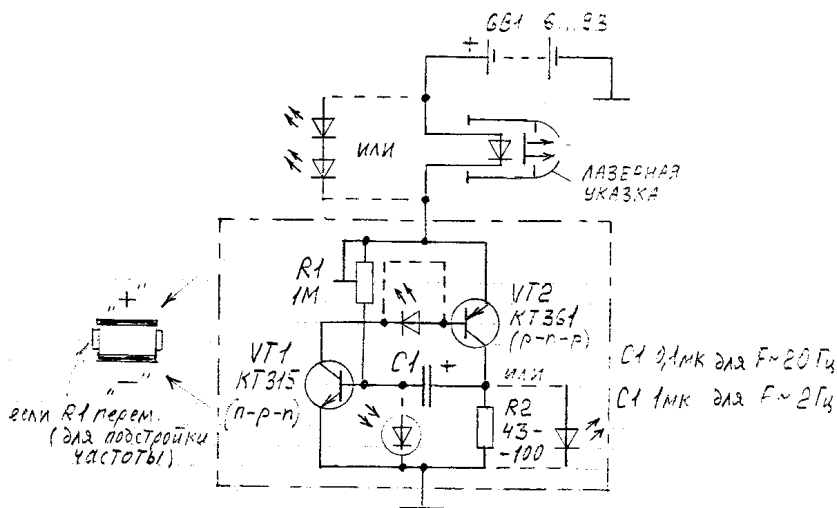 + GB1 6...9В
ИЛИ
ЛАЗЕРНАЯ
УКАЗКА
R1
1М
VT2
КТ361
(p-n-p)
"+"
VT1
КТ315
(n-p-n)
C1 +
ИЛИ
R2
43-
-100
C1 0,1мк для F~20 Гц
C1 1мк для F~2Гц
"-"
если R1 перем.
(для подстройки
частоты)